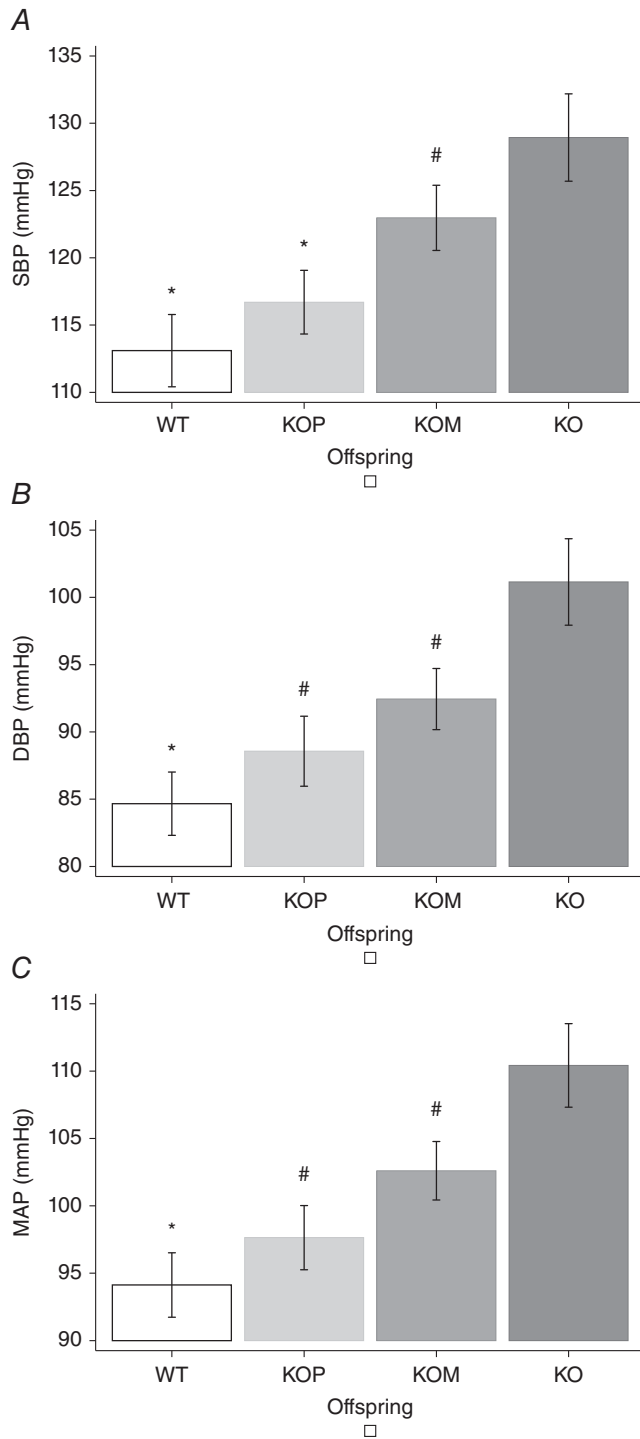 A
135
130
125
120
115
110
SBP (mmHg)
*
*
#
WT KOP KOM KO
Offspring
B
105
100
95
90
85
80
DBP (mmHg)
*
#
#
WT KOP KOM KO
Offspring
C
115
110
105
100
95
90
MAP (mmHg)
*
#
#
WT KOP KOM KO
Offspring